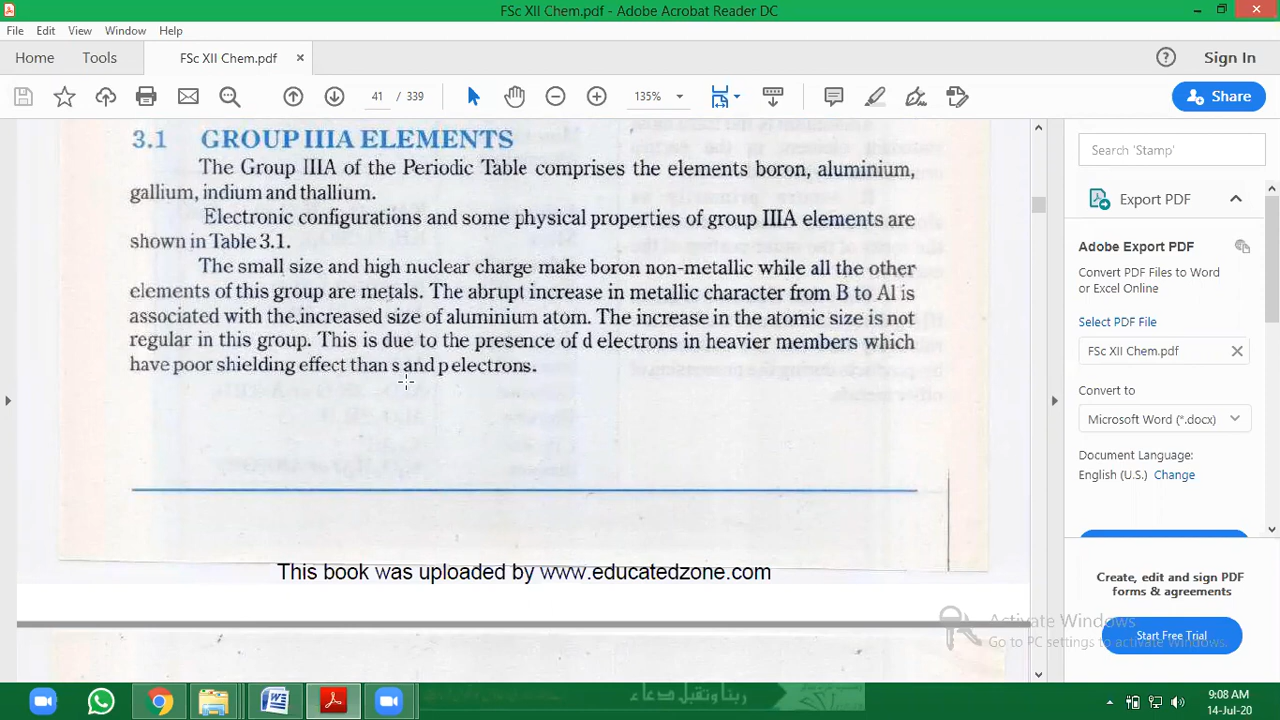 FSc XII Chem.pdf - Adobe Acrobat Reader DC
File Edit View Window Help
Home Tools FSc XII Chem.pdf × Sign In
41 / 339 135% Share
3.1 GROUP IIIA ELEMENTS
The Group IIIA of the Periodic Table comprises the elements boron, aluminium,
gallium, indium and thallium.
Electronic configurations and some physical properties of group IIIA elements are
shown in Table 3.1.
The small size and high nuclear charge make boron non-metallic while all the other
elements of this group are metals. The abrupt increase in metallic character from B to Al is
associated with the increased size of aluminium atom. The increase in the atomic size is not
regular in this group. This is due to the presence of d electrons in heavier members which
have poor shielding effect than s and p electrons.
This book was uploaded by www.educatedzone.com
Search 'Stamp'
Export PDF
Adobe Export PDF
Convert PDF Files to Word
or Excel Online
Select PDF File
FSc XII Chem.pdf
Convert to
Microsoft Word (*.docx)
Document Language:
English (U.S.) Change
Create, edit and sign PDF
forms & agreements
Start Free Trial
Activate Windows
Go to PC settings to activate Windows.
ربنا وتقبل دعاء
9:08 AM
14-Jul-20